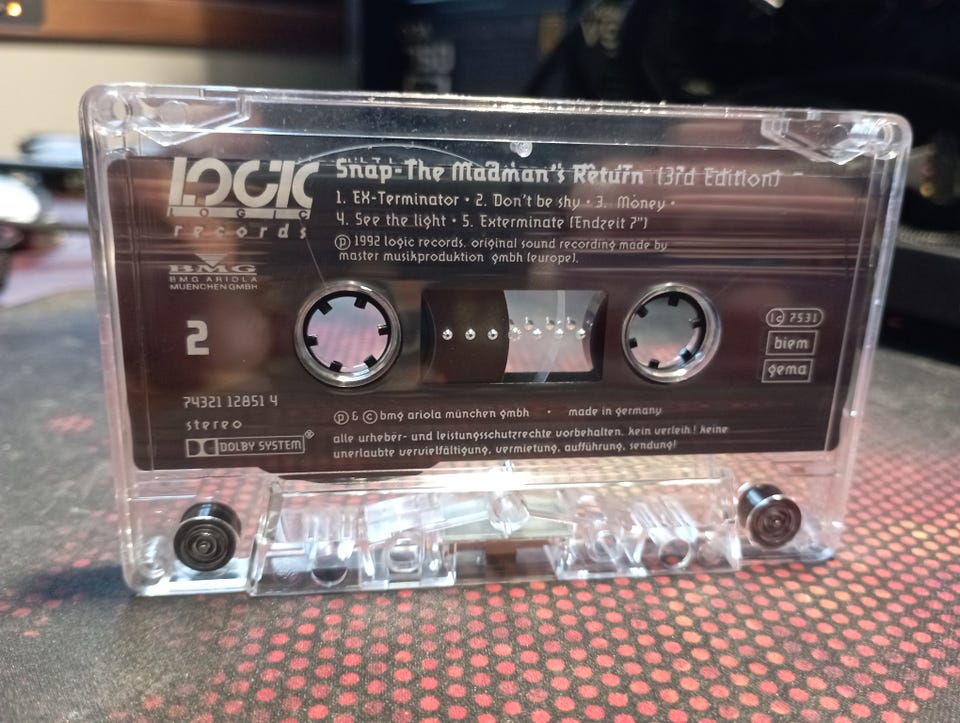 LOGIC
LOGIC
records
BMG
BMG ARIOLA
MUENCHEN GMBH
Snap-The Madman's Return (3rd Edition)
1. EX-Terminator • 2. Don't be shy • 3. Money •
4. See the light • 5. Exterminate (Endzeit 7")
℗ 1992 logic records. original sound recording made by
master musikproduktion gmbh (europe).
2
lc 7531
biem
gema
74321 12851 4
stereo
DOLBY SYSTEM®
℗ & © bmg ariola münchen gmbh • made in germany
alle urheber- und leistungsschutzrechte vorbehalten. kein verleih! keine
unerlaubte vervielfältigung, vermietung, aufführung, sendung!